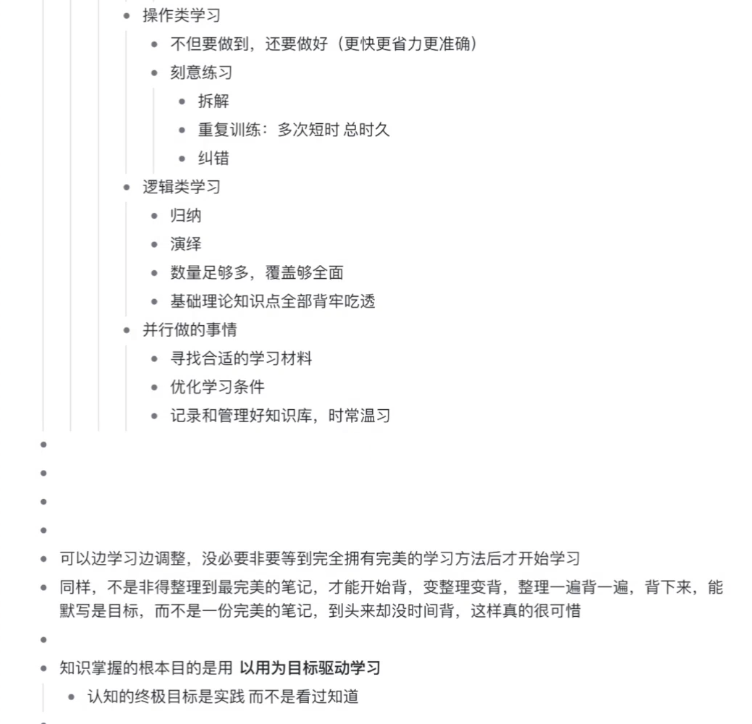 操作类学习
不但要做到，还要做好（更快更省力更准确）
刻意练习
拆解
重复训练：多次短时 总时久
纠错
逻辑类学习
归纳
演绎
数量足够多，覆盖够全面
基础理论知识点全部背牢吃透
并行做的事情
寻找合适的学习材料
优化学习条件
记录和管理好知识库，时常温习
可以边学习边调整，没必要非要等到完全拥有完美的学习方法后才开始学习
同样，不是非得整理到最完美的笔记，才能开始背，变整理变背，整理一遍背一遍，背下来，能
默写是目标，而不是一份完美的笔记，到头来却没时间背，这样真的很可惜
知识掌握的根本目的是用 以用为目标驱动学习
认知的终极目标是实践 而不是看过知道